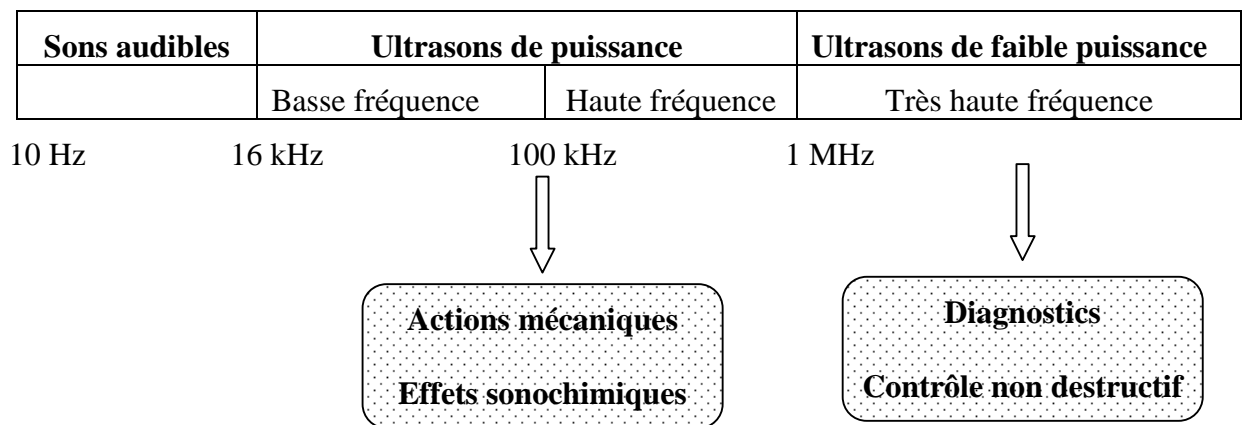 Sons audibles Ultrasons de puissance Ultrasons de faible puissance
Basse fréquence Haute fréquence Très haute fréquence
10 Hz 16 kHz 100 kHz 1 MHz
Actions mécaniques
Effets sonochimiques
Diagnostics
Contrôle non destructif